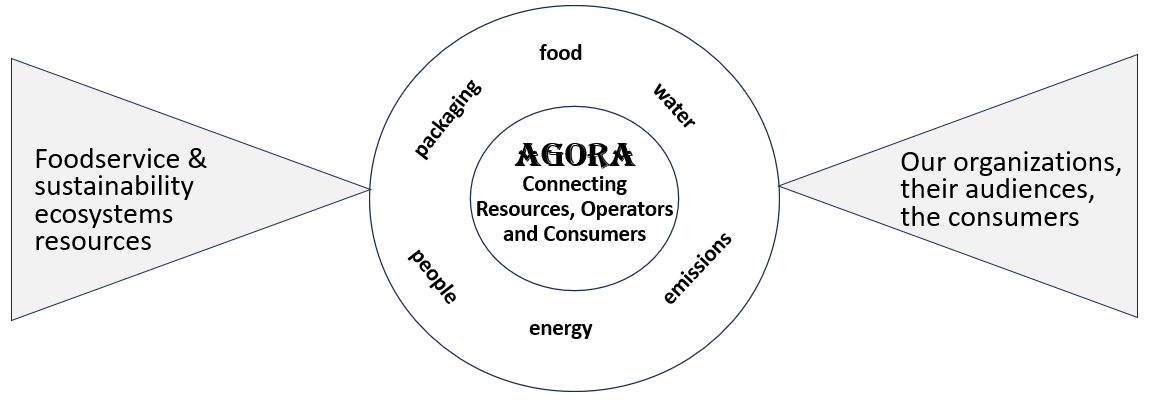 Foodservice &
sustainability
ecosystems
resources
food
water
emissions
energy
people
packaging
AGORA
Connecting
Resources, Operators
and Consumers
Our organizations,
their audiences,
the consumers